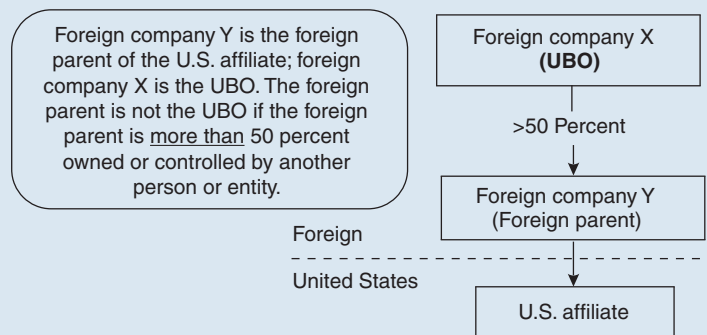 Foreign company Y is the foreign
parent of the U.S. affiliate; foreign
company X is the UBO. The foreign
parent is not the UBO if the foreign
parent is more than 50 percent
owned or controlled by another
person or entity.
Foreign company X
(UBO)
>50 Percent
Foreign company Y
(Foreign parent)
Foreign
United States
U.S. affiliate